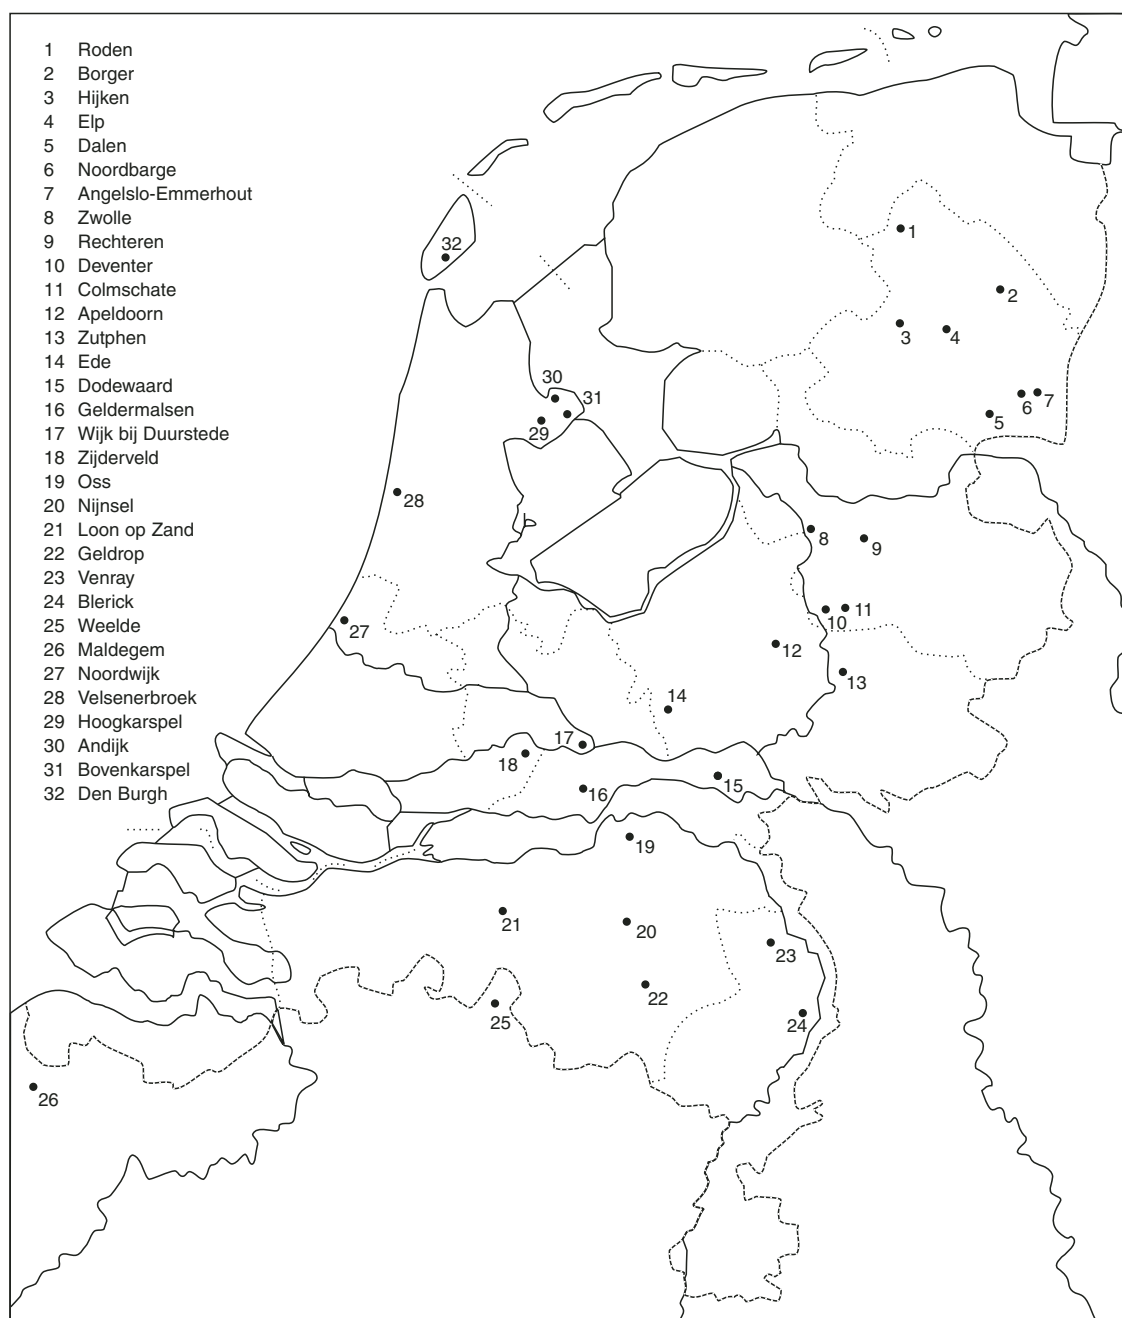 1 Roden
2 Borger
3 Hijken
4 Elp
5 Dalen
6 Noordbarge
7 Angelslo-Emmerhout
8 Zwolle
9 Rechteren
10 Deventer
11 Colmschate
12 Apeldoorn
13 Zutphen
14 Ede
15 Dodewaard
16 Geldermalsen
17 Wijk bij Duurstede
18 Zijderveld
19 Oss
20 Nijnsel
21 Loon op Zand
22 Geldrop
23 Venray
24 Blerick
25 Weelde
26 Maldegem
27 Noordwijk
28 Velsenerbroek
29 Hoogkarspel
30 Andijk
31 Bovenkarspel
32 Den Burgh
1
32
2
3
4
30
31
6
7
5
29
28
8
9
10
11
27
12
13
14
17
18
15
16
19
21
20
23
22
25
24
26